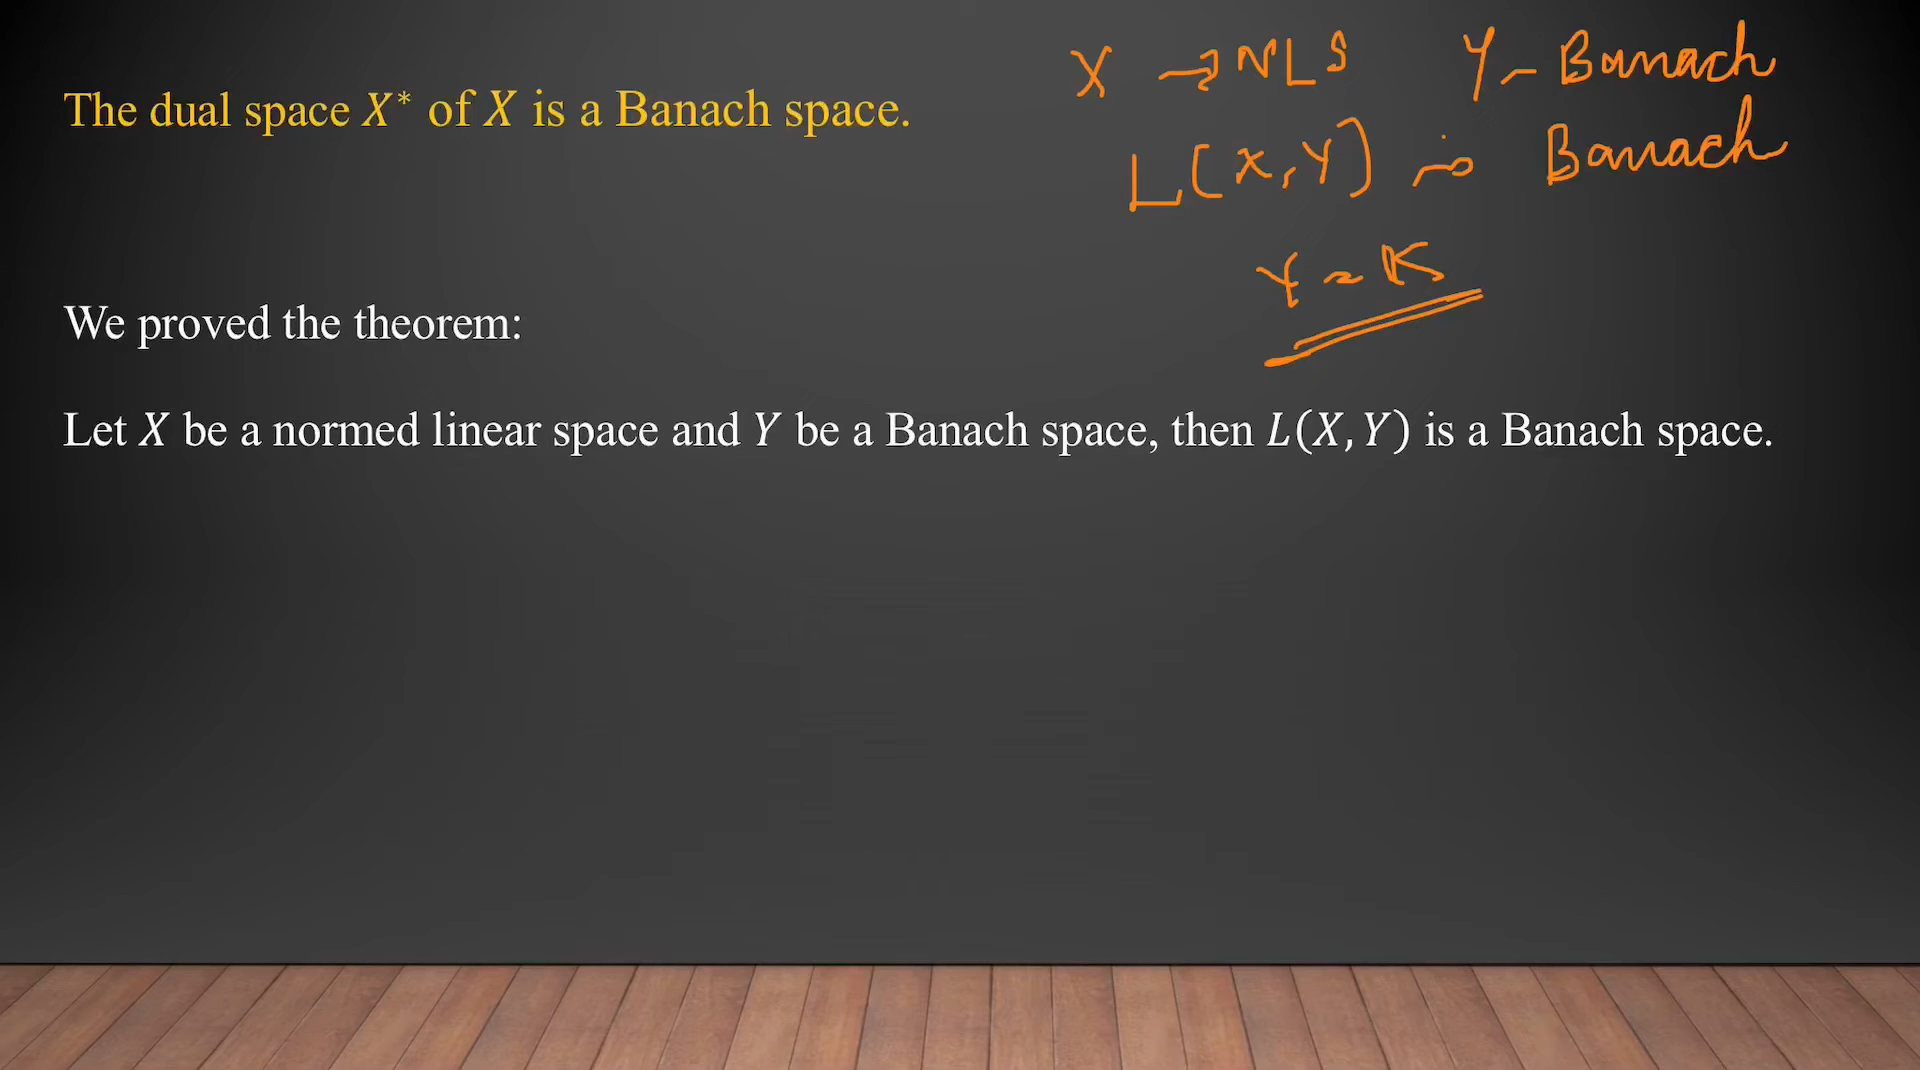 The dual space X* of X is a Banach space.
X → NLS Y - Banach
L(X, Y) is Banach
Y = K
We proved the theorem:
Let X be a normed linear space and Y be a Banach space, then L(X, Y) is a Banach space.